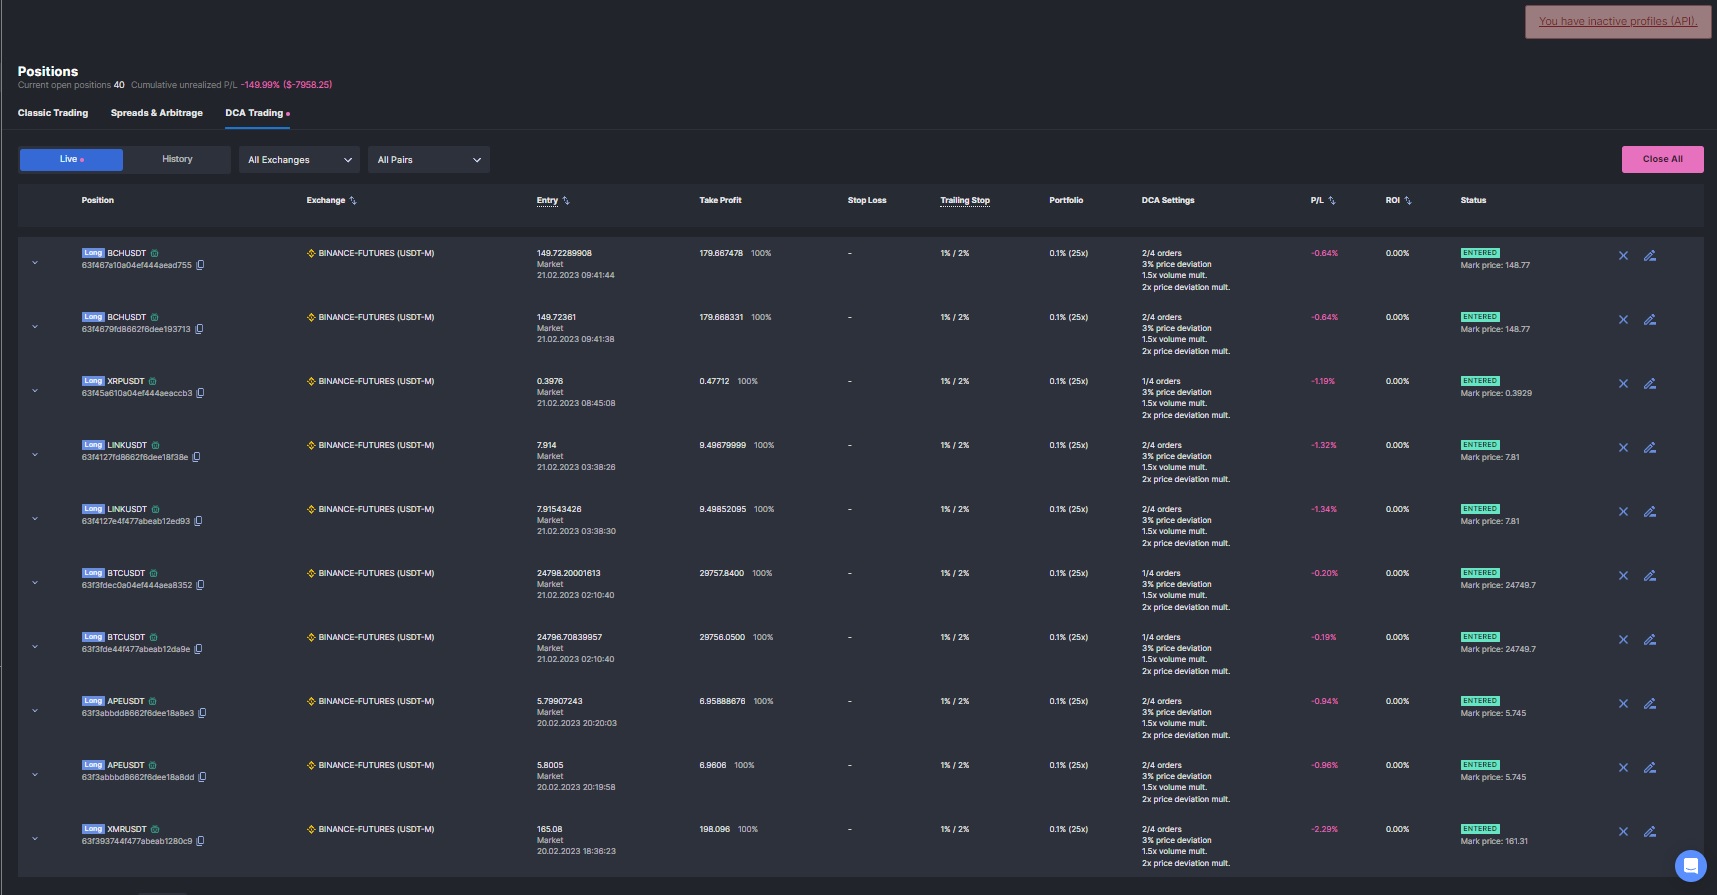 You have inactive profiles (API).
Positions
Current open positions 40 Cumulative unrealized P/L -149.99% ($-7958.25)
Classic Trading Spreads & Arbitrage DCA Trading
Live History All Exchanges All Pairs Close All
Position Exchange Entry Take Profit Stop Loss Trailing Stop Portfolio DCA Settings P/L ROI Status
Long BCHUSDT BINANCE-FUTURES (USDT-M) 149.72289908 179.667478 100% - 1% / 2% 0.1% (25x) 2/4 orders -0.64% 0.00% ENTERED
63f467a10a04ef444aead755 Market 3% price deviation Mark price: 148.77
21.02.2023 09:41:44 1.5x volume mult.
2x price deviation mult.
Long BCHUSDT BINANCE-FUTURES (USDT-M) 149.72361 179.668331 100% - 1% / 2% 0.1% (25x) 2/4 orders -0.64% 0.00% ENTERED
63f4679fd8662f6dee193713 Market 3% price deviation Mark price: 148.77
21.02.2023 09:41:38 1.5x volume mult.
2x price deviation mult.
Long XRPUSDT BINANCE-FUTURES (USDT-M) 0.3976 0.47712 100% - 1% / 2% 0.1% (25x) 1/4 orders -1.19% 0.00% ENTERED
63f45a610a04ef444aeaccb3 Market 3% price deviation Mark price: 0.3929
21.02.2023 08:45:08 1.5x volume mult.
2x price deviation mult.
Long LINKUSDT BINANCE-FUTURES (USDT-M) 7.914 9.49679999 100% - 1% / 2% 0.1% (25x) 2/4 orders -1.32% 0.00% ENTERED
63f4127fd8662f6dee18f38e Market 3% price deviation Mark price: 7.81
21.02.2023 03:38:26 1.5x volume mult.
2x price deviation mult.
Long LINKUSDT BINANCE-FUTURES (USDT-M) 7.91543426 9.49852095 100% - 1% / 2% 0.1% (25x) 2/4 orders -1.34% 0.00% ENTERED
63f4127e4f477abeab12ed93 Market 3% price deviation Mark price: 7.81
21.02.2023 03:38:30 1.5x volume mult.
2x price deviation mult.
Long BTCUSDT BINANCE-FUTURES (USDT-M) 24798.20001613 29757.8400 100% - 1% / 2% 0.1% (25x) 1/4 orders -0.20% 0.00% ENTERED
63f3fdec0a04ef444aea8352 Market 3% price deviation Mark price: 24749.7
21.02.2023 02:10:40 1.5x volume mult.
2x price deviation mult.
Long BTCUSDT BINANCE-FUTURES (USDT-M) 24796.70839957 29756.0500 100% - 1% / 2% 0.1% (25x) 1/4 orders -0.19% 0.00% ENTERED
63f3fde44f477abeab12da9e Market 3% price deviation Mark price: 24749.7
21.02.2023 02:10:40 1.5x volume mult.
2x price deviation mult.
Long APEUSDT BINANCE-FUTURES (USDT-M) 5.79907243 6.95888676 100% - 1% / 2% 0.1% (25x) 2/4 orders -0.94% 0.00% ENTERED
63f3abbdd8662f6dee18a8e3 Market 3% price deviation Mark price: 5.745
20.02.2023 20:20:03 1.5x volume mult.
2x price deviation mult.
Long APEUSDT BINANCE-FUTURES (USDT-M) 5.8005 6.9606 100% - 1% / 2% 0.1% (25x) 2/4 orders -0.96% 0.00% ENTERED
63f3abbbd8662f6dee18a8dd Market 3% price deviation Mark price: 5.745
20.02.2023 20:19:58 1.5x volume mult.
2x price deviation mult.
Long XMRUSDT BINANCE-FUTURES (USDT-M) 165.08 198.096 100% - 1% / 2% 0.1% (25x) 2/4 orders -2.29% 0.00% ENTERED
63f393744f477abeab1280c9 Market 3% price deviation Mark price: 161.31
20.02.2023 18:36:23 1.5x volume mult.
2x price deviation mult.